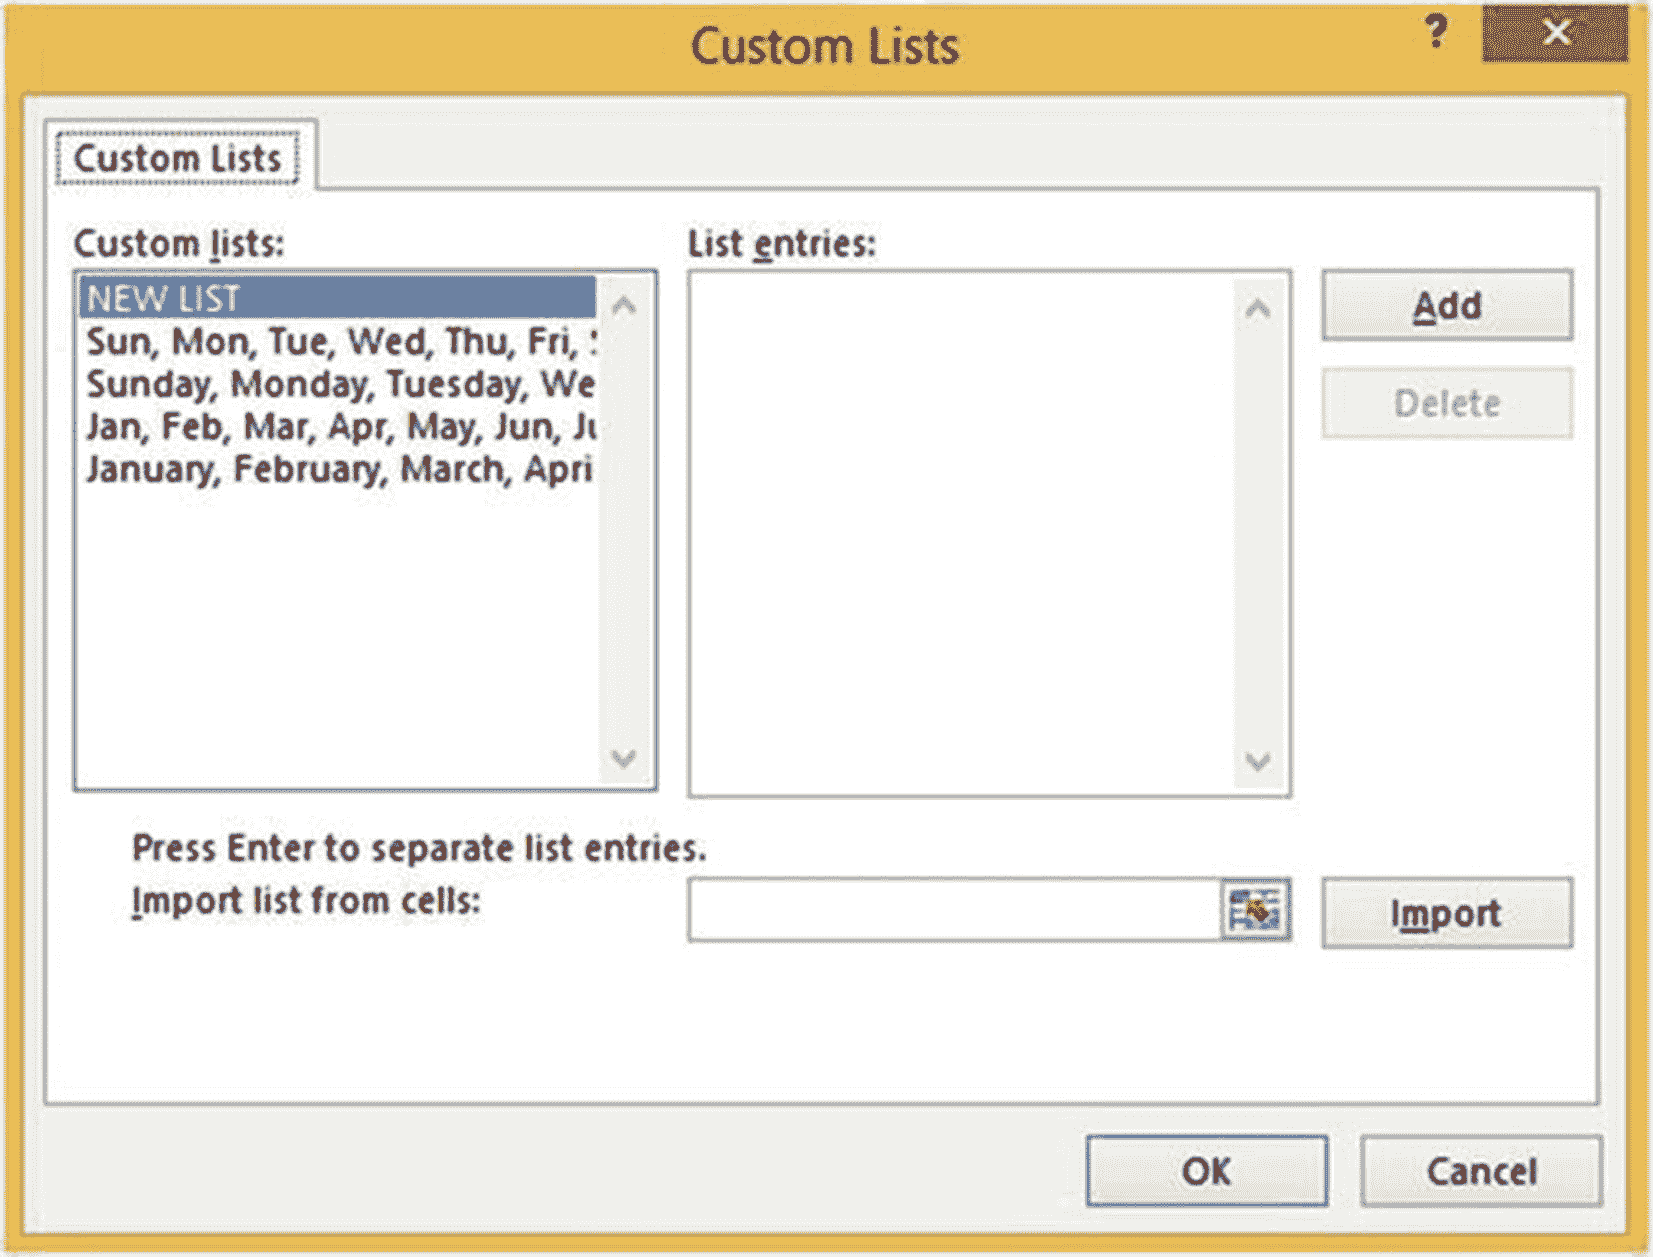 Custom Lists
?
Custom Lists
Custom lists:
NEW LIST
Sun, Mon, Tue, Wed, Thu, Fri,
Sunday, Monday, Tuesday, We
Jan, Feb, Mar, Apr, May, Jun, Ju
January, February, March, Apri
List entries:
Add
Delete
Press Enter to separate list entries.
Import list from cells:
Import
OK
Cancel